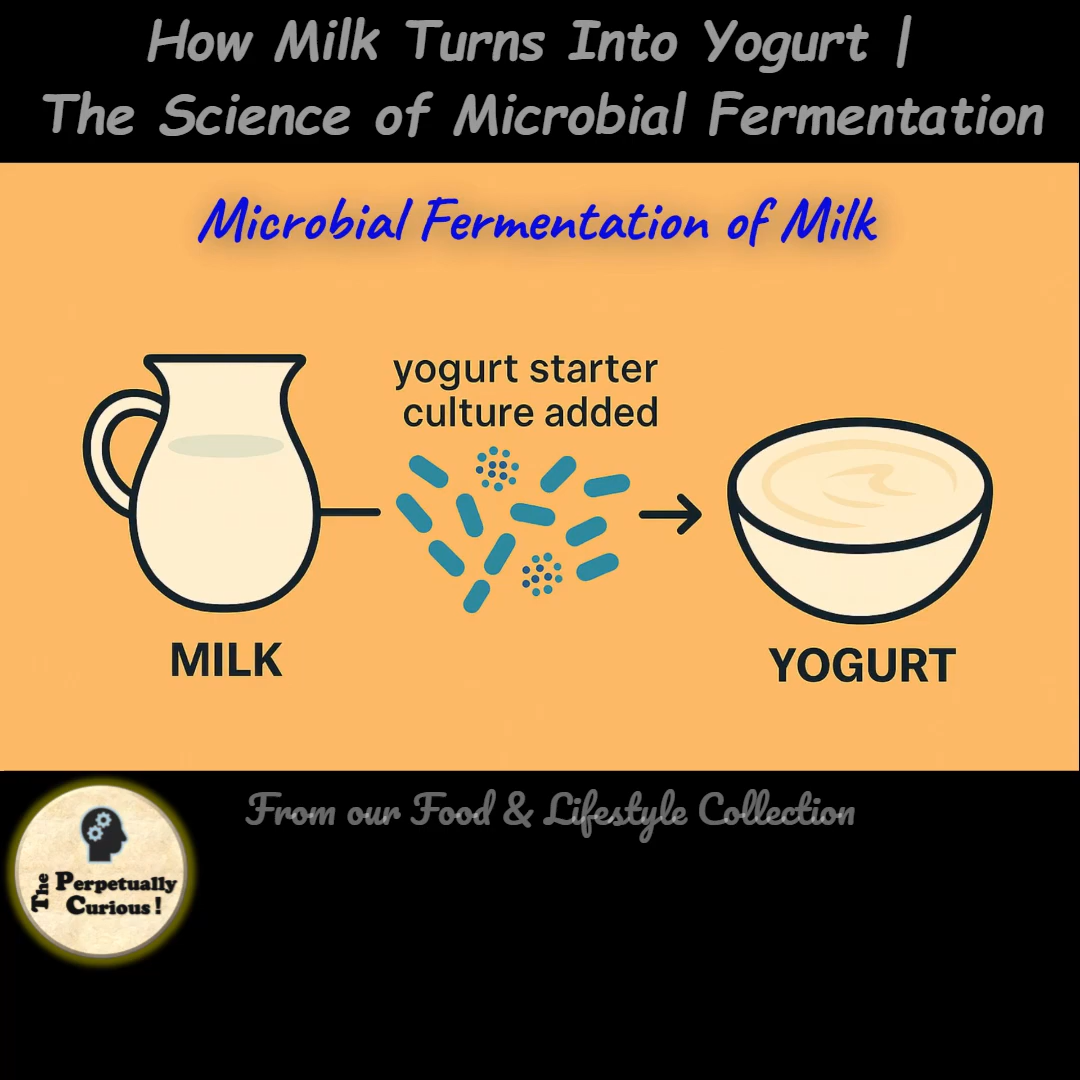 How Milk Turns Into Yogurt |
The Science of Microbial Fermentation
Microbial Fermentation of Milk
yogurt starter
culture added
MILK
YOGURT
From our Food & Lifestyle Collection
The Perpetually
Curious!